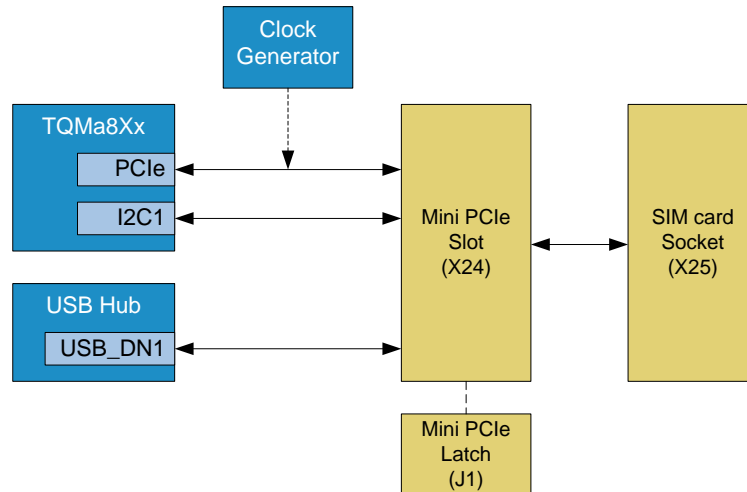 Clock
Generator
TQMa8Xx
PCIe
I2C1
USB Hub
USB_DN1
Mini PCIe
Slot
(X24)
SIM card
Socket
(X25)
Mini PCIe
Latch
(J1)